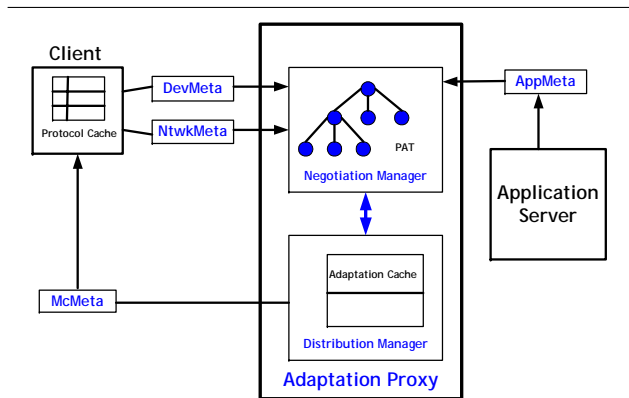 Client
Protocol Cache
DevMeta
NtwkMeta
PAT
Negotiation Manager
AppMeta
Application
Server
McMeta
Adaptation Cache
Distribution Manager
Adaptation Proxy